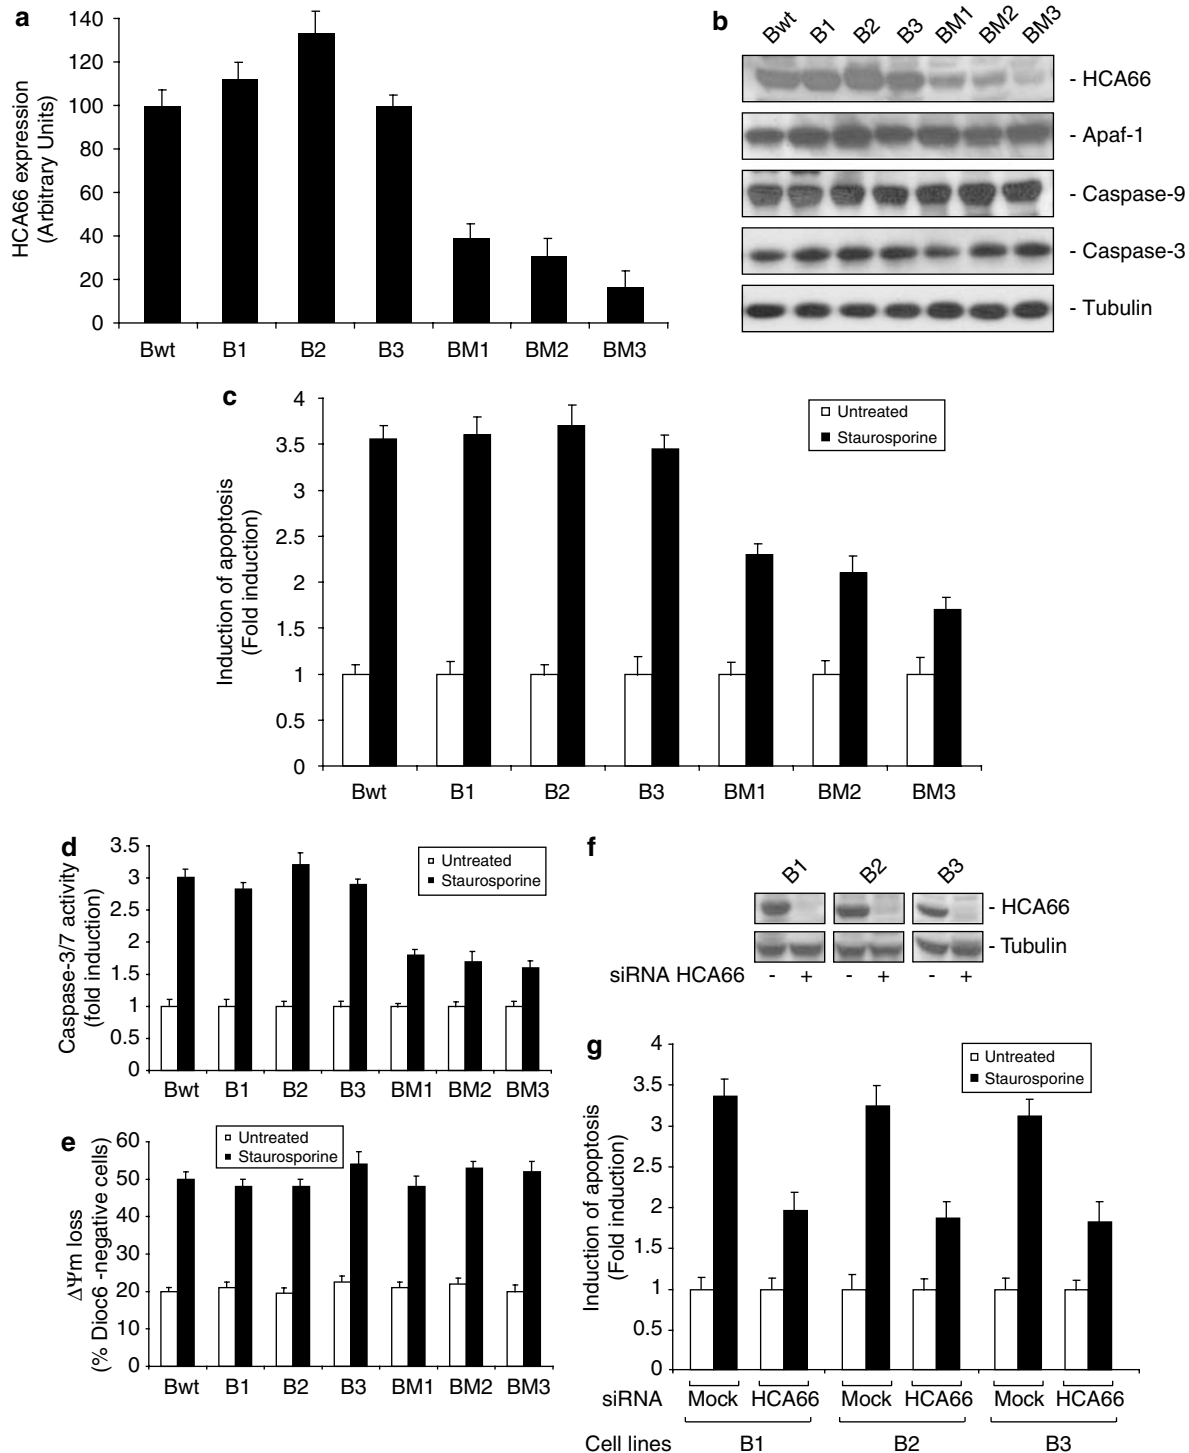 a
HCA66 expression
(Arbitrary Units)
140
120
100
80
60
40
20
0
Bwt B1 B2 B3 BM1 BM2 BM3
b
Bwt B1 B2 B3 BM1 BM2 BM3
- HCA66
- Apaf-1
- Caspase-9
- Caspase-3
- Tubulin
c
Induction of apoptosis
(Fold induction)
4
3.5
3
2.5
2
1.5
1
0.5
0
Untreated
Staurosporine
Bwt B1 B2 B3 BM1 BM2 BM3
d
Caspase-3/7 activity
(fold induction)
3.5
3
2.5
2
1.5
1
0.5
0
Untreated
Staurosporine
Bwt B1 B2 B3 BM1 BM2 BM3
e
ΔΨm loss
(% Dioc6 -negative cells)
60
50
40
30
20
10
0
Untreated
Staurosporine
Bwt B1 B2 B3 BM1 BM2 BM3
f
B1 B2 B3
- HCA66
- Tubulin
siRNA HCA66 - + - + - +
g
Induction of apoptosis
(Fold induction)
4
3.5
3
2.5
2
1.5
1
0.5
0
Untreated
Staurosporine
siRNA Mock HCA66 Mock HCA66 Mock HCA66
Cell lines B1 B2 B3